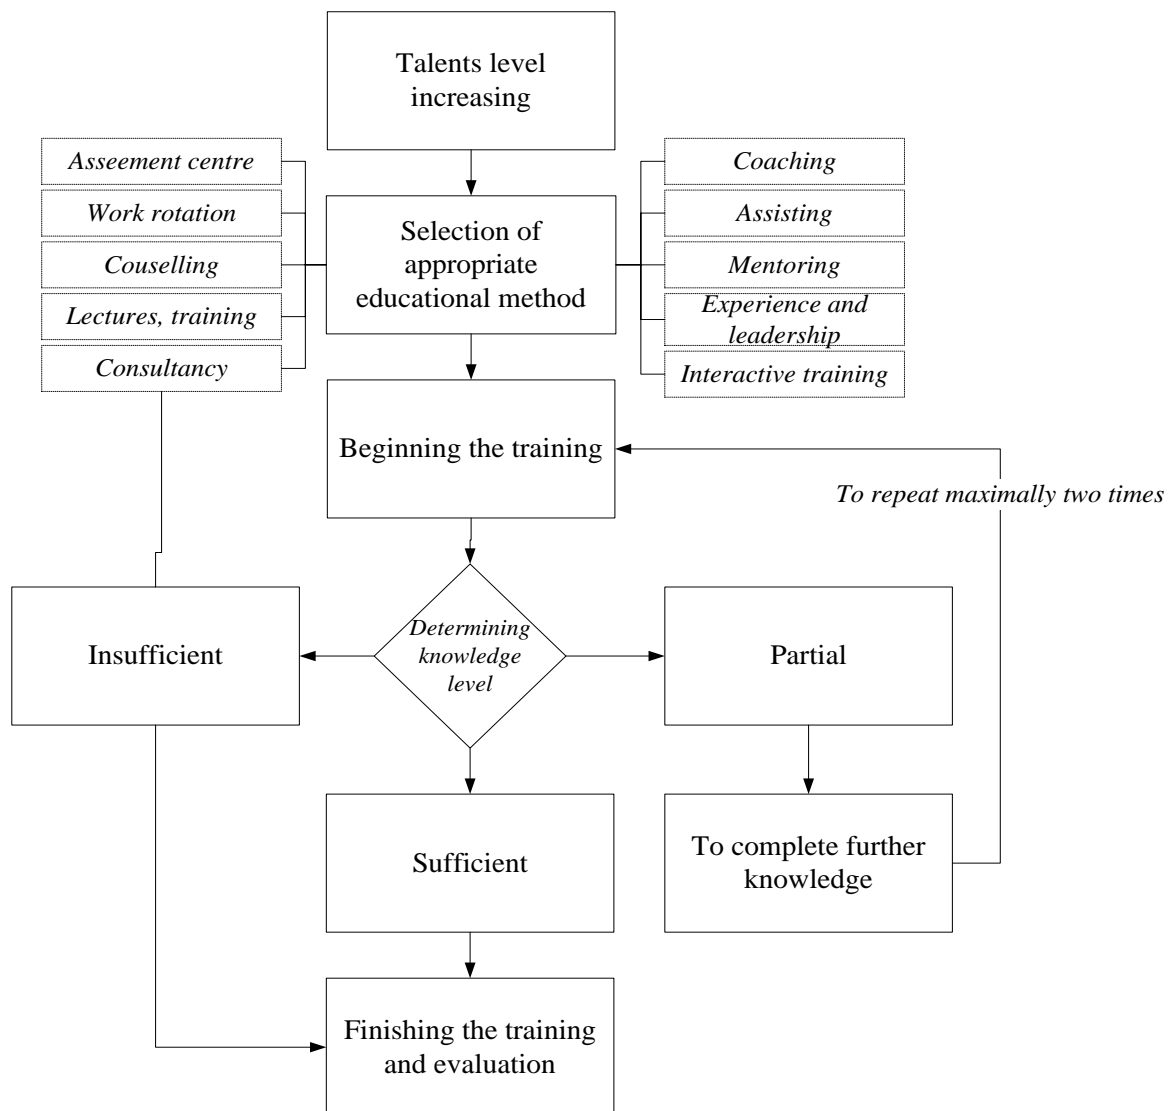 Talents level
increasing
Asseement centre
Work rotation
Couselling
Lectures, training
Consultancy
Selection of
appropriate
educational method
Coaching
Assisting
Mentoring
Experience and
leadership
Interactive training
Beginning the training
To repeat maximally two times
Insufficient
Determining
knowledge
level
Partial
Sufficient
To complete further
knowledge
Finishing the training
and evaluation